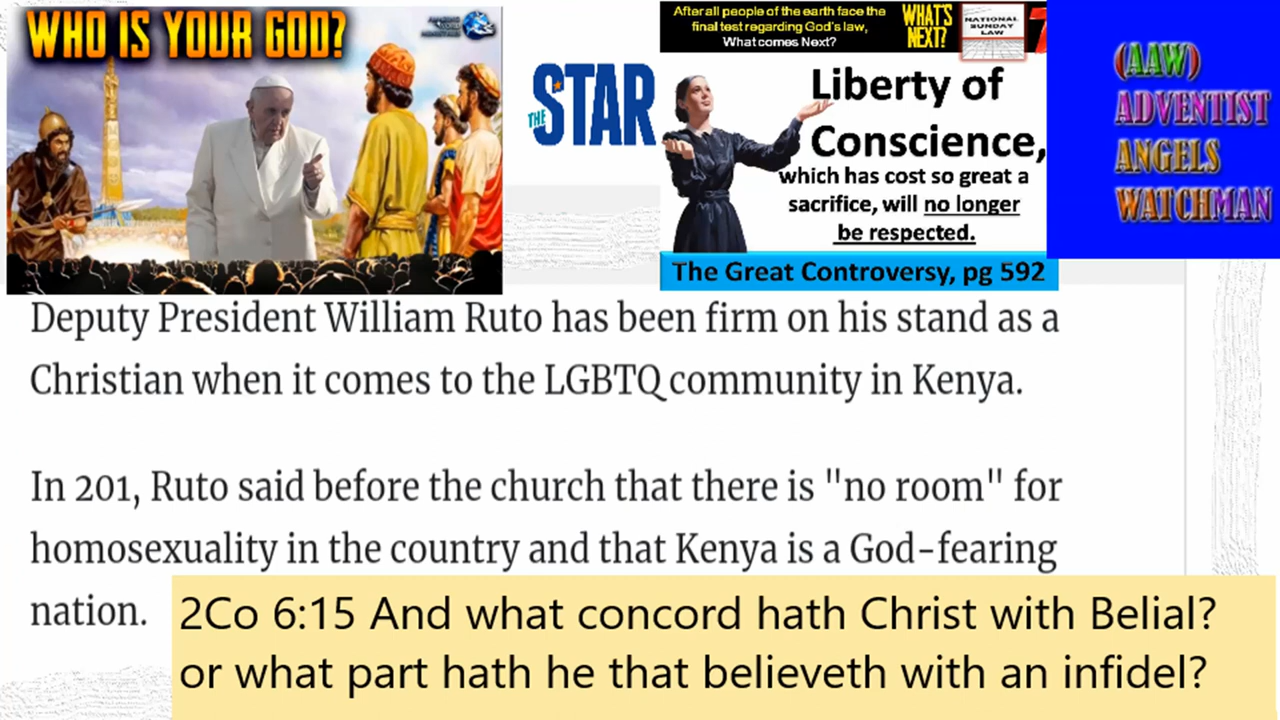 WHO IS YOUR GOD?
THE STAR
After all people of the earth face the
final test regarding God's law,
What comes Next?
WHAT'S
NEXT?
NATIONAL
SUNDAY
LAW
Liberty of
Conscience,
which has cost so great a
sacrifice, will no longer
be respected.
The Great Controversy, pg 592
(AAW)
ADVENTIST
ANGELS
WATCHMAN
Deputy President William Ruto has been firm on his stand as a
Christian when it comes to the LGBTQ community in Kenya.
In 201, Ruto said before the church that there is "no room" for
homosexuality in the country and that Kenya is a God-fearing
nation.
2Co 6:15 And what concord hath Christ with Belial?
or what part hath he that believeth with an infidel?